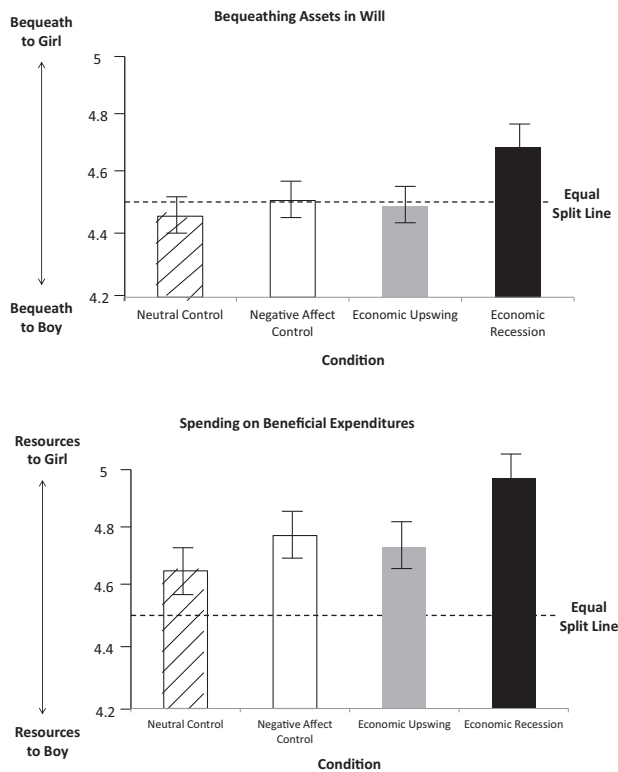 Bequeathing Assets in Will
Bequeath
to Girl
5
4.8
4.6
4.4
4.2
Equal
Split Line
Bequeath
to Boy
Neutral Control
Negative Affect
Control
Economic Upswing
Economic
Recession
Condition
Spending on Beneficial Expenditures
Resources
to Girl
5
4.8
4.6
4.4
4.2
Equal
Split Line
Resources
to Boy
Neutral Control
Negative Affect
Control
Economic Upswing
Economic Recession
Condition